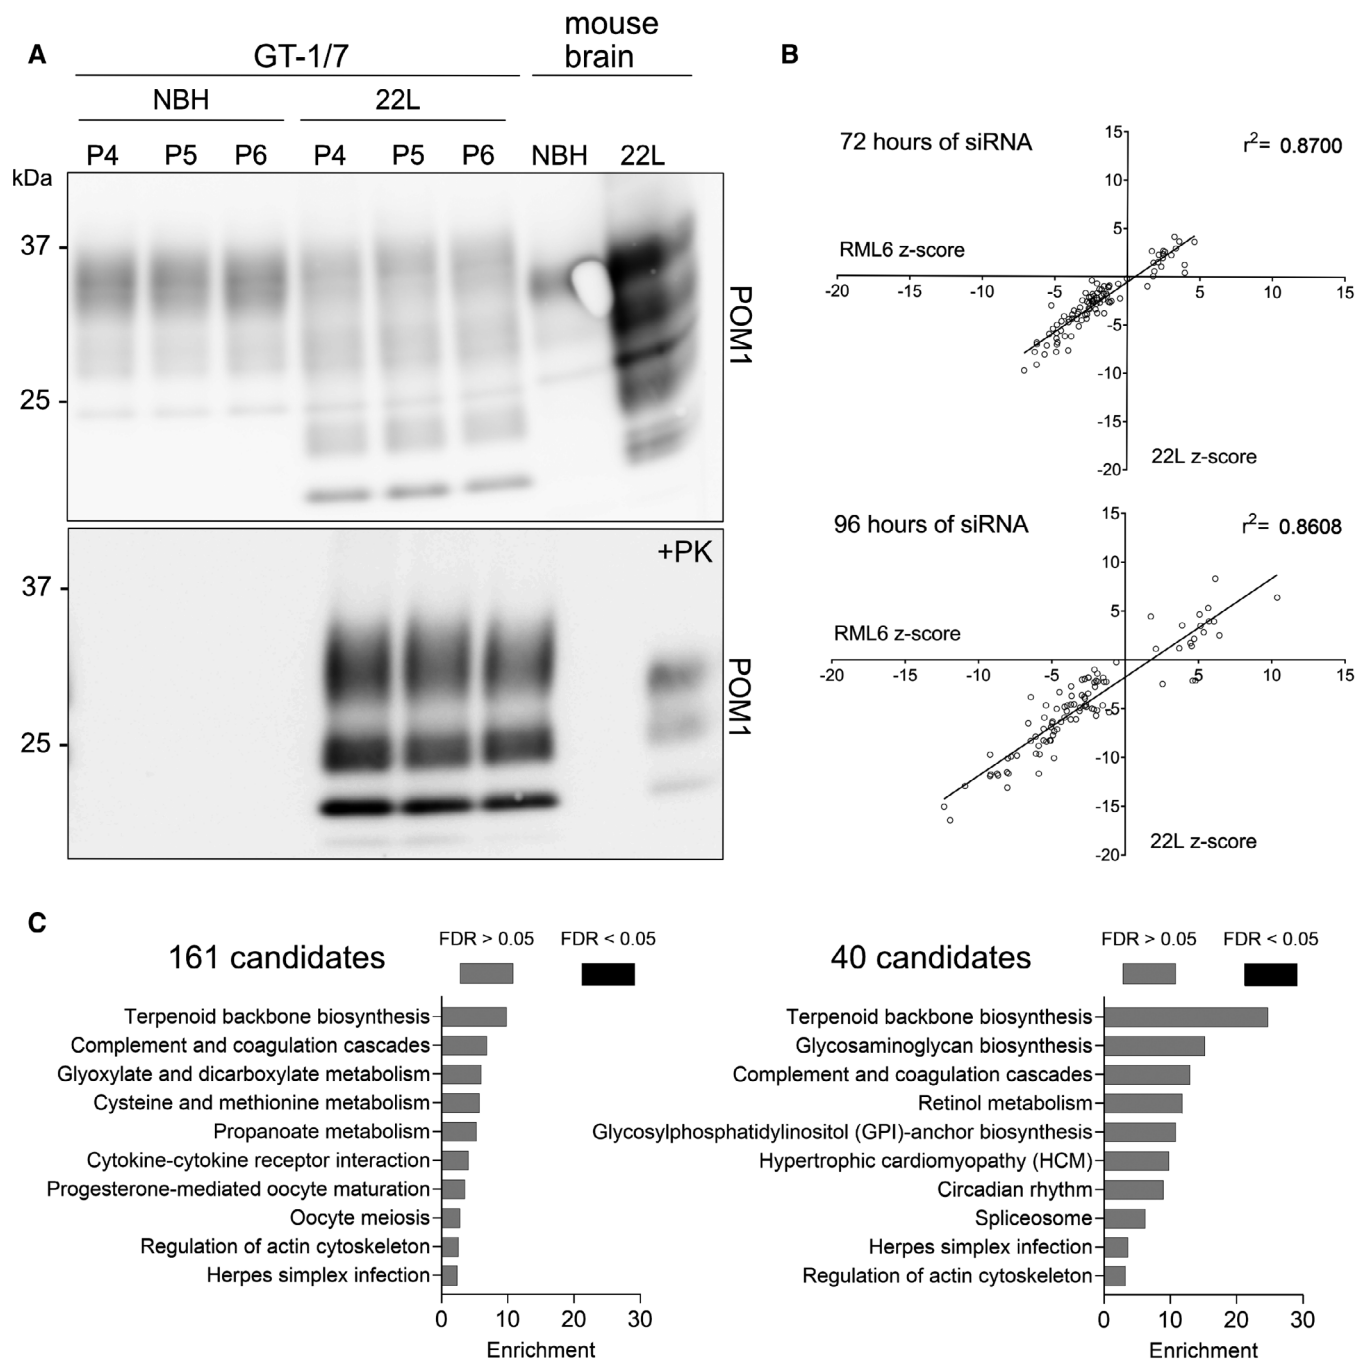 A
GT-1/7
mouse
brain
NBH
22L
P4
P5
P6
P4
P5
P6
NBH
22L
kDa
37
25
POM1
+PK
37
25
POM1
B
72 hours of siRNA
r²= 0.8700
RML6 z-score
15
10
5
-20
-15
-10
-5
5
10
15
-5
-10
-15
-20
22L z-score
96 hours of siRNA
r²= 0.8608
RML6 z-score
15
10
5
-20
-15
-10
-5
5
10
15
-5
-10
-15
-20
22L z-score
C
161 candidates
FDR > 0.05
FDR < 0.05
Terpenoid backbone biosynthesis
Complement and coagulation cascades
Glyoxylate and dicarboxylate metabolism
Cysteine and methionine metabolism
Propanoate metabolism
Cytokine-cytokine receptor interaction
Progesterone-mediated oocyte maturation
Oocyte meiosis
Regulation of actin cytoskeleton
Herpes simplex infection
0
10
20
30
Enrichment
40 candidates
FDR > 0.05
FDR < 0.05
Terpenoid backbone biosynthesis
Glycosaminoglycan biosynthesis
Complement and coagulation cascades
Retinol metabolism
Glycosylphosphatidylinositol (GPI)-anchor biosynthesis
Hypertrophic cardiomyopathy (HCM)
Circadian rhythm
Spliceosome
Herpes simplex infection
Regulation of actin cytoskeleton
0
10
20
30
Enrichment